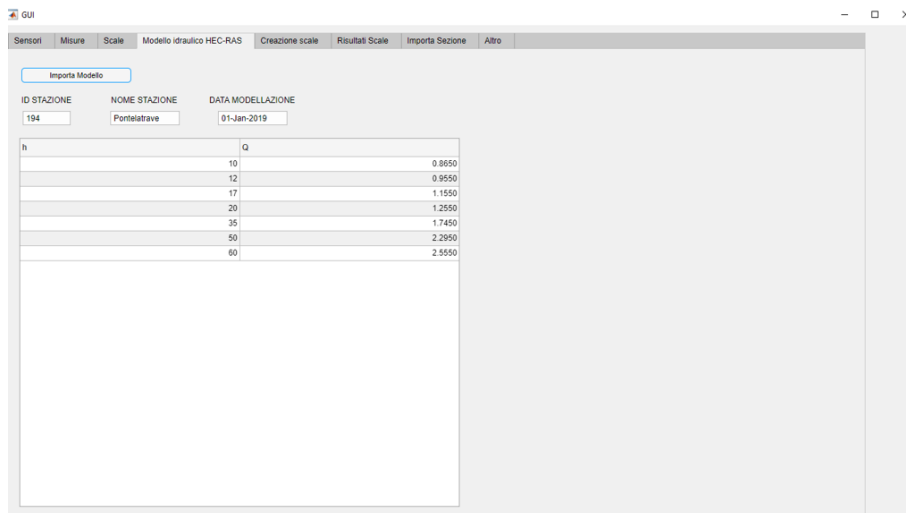 GUI
Sensori Misure Scale Modello idraulico HEC-RAS Creazione scale Risultati Scale Importa Sezione Altro
Importa Modello
ID STAZIONE NOME STAZIONE DATA MODELLAZIONE
194 Pontelatrave 01-Jan-2019
h Q
10 0.8650
12 0.9550
17 1.1550
20 1.2550
35 1.7450
50 2.2950
60 2.5550